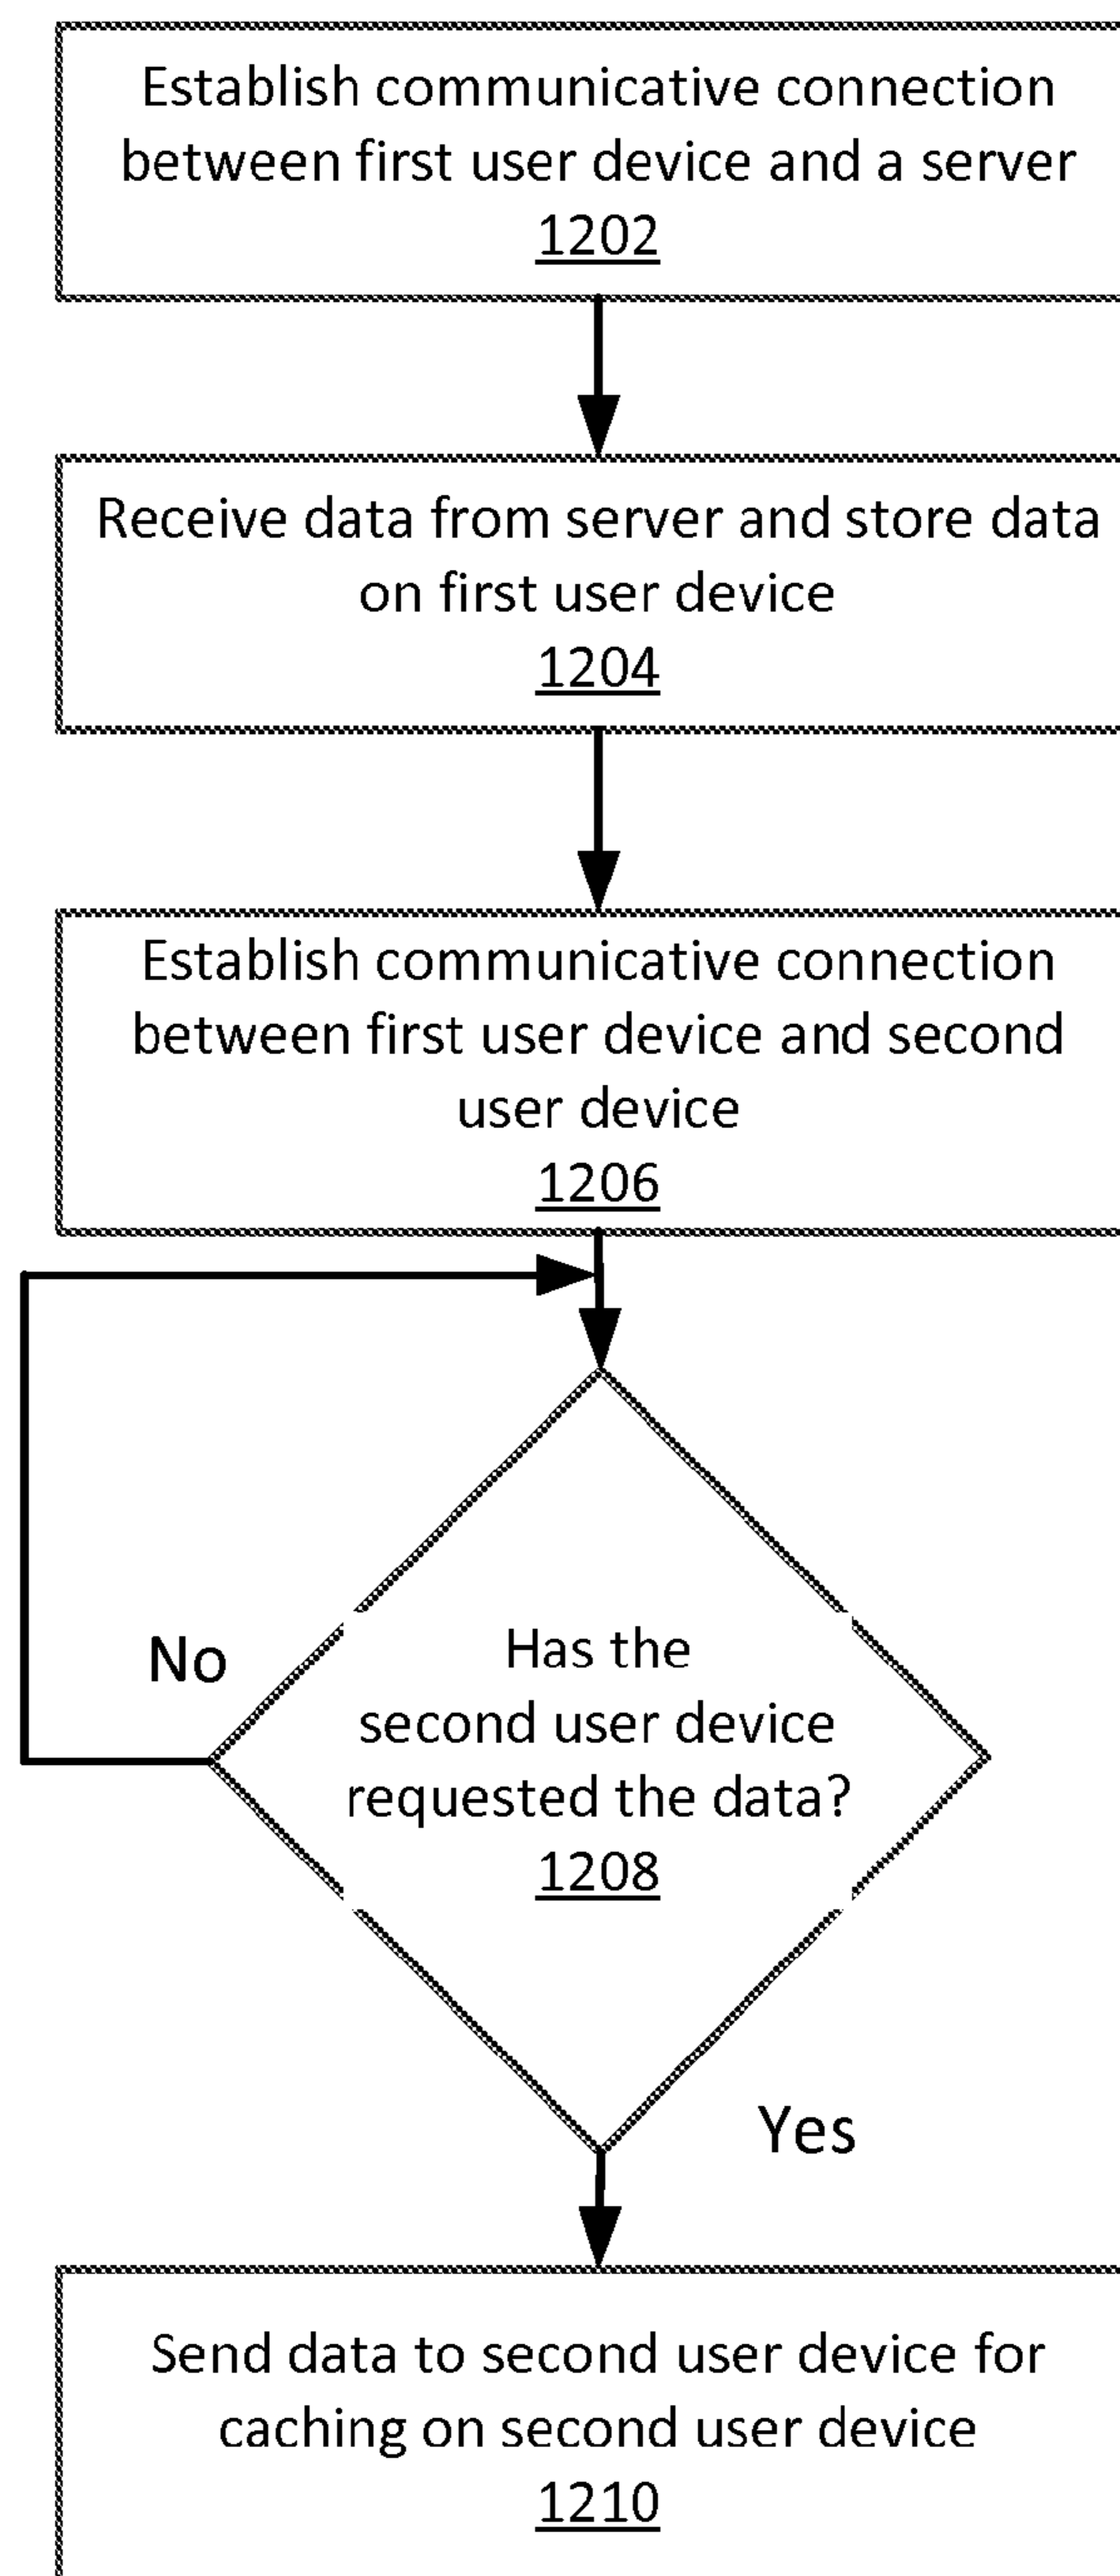 Establish communicative connection
between first user device and a server
1202
Receive data from server and store data
on first user device
1204
Establish communicative connection
between first user device and second
user device
1206
No
Has the
second user device
requested the data?
1208
Yes
Send data to second user device for
caching on second user device
1210